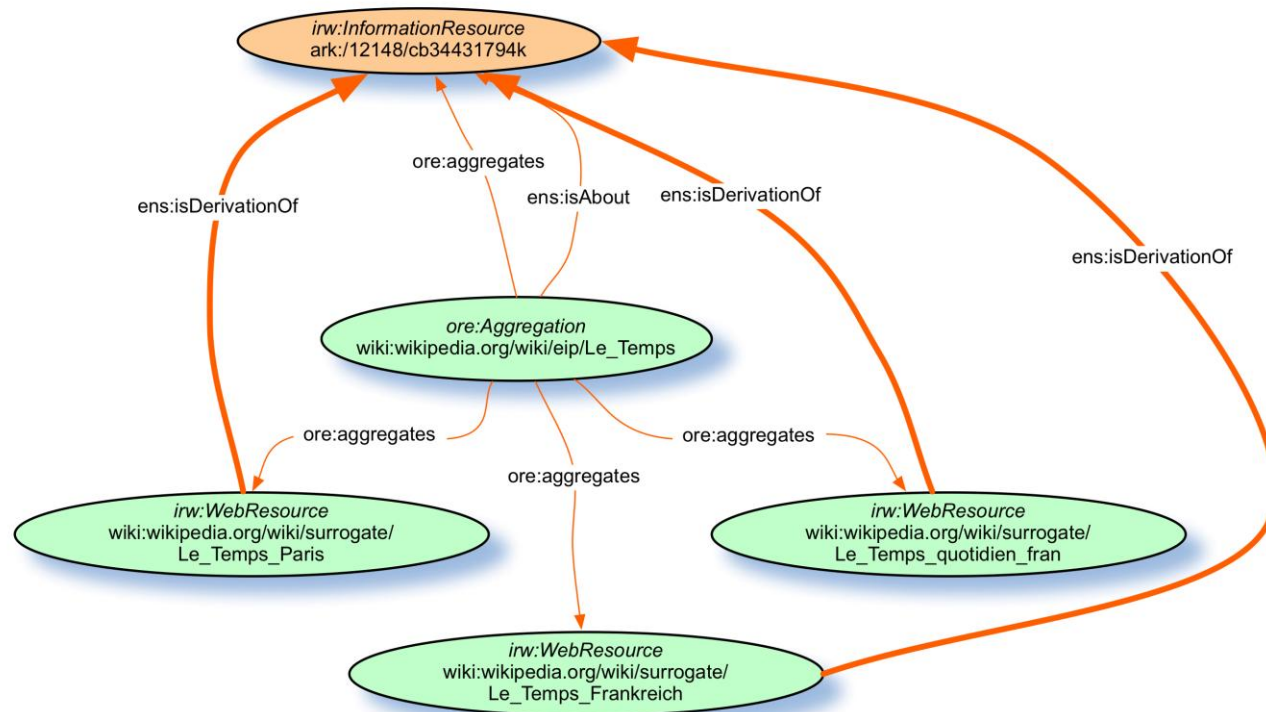 irw:InformationResource
ark:/12148/cb34431794k
ore:aggregates
ens:isAbout
ens:isDerivationOf
ens:isDerivationOf
ens:isDerivationOf
ore:Aggregation
wiki:wikipedia.org/wiki/eip/Le_Temps
ore:aggregates
ore:aggregates
ore:aggregates
irw:WebResource
wiki:wikipedia.org/wiki/surrogate/
Le_Temps_Paris
irw:WebResource
wiki:wikipedia.org/wiki/surrogate/
Le_Temps_quotidien_fran
irw:WebResource
wiki:wikipedia.org/wiki/surrogate/
Le_Temps_Frankreich